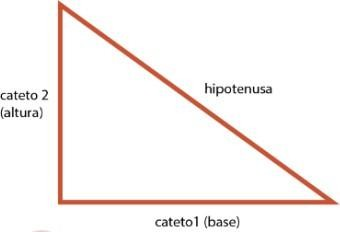 cateto 2
(altura)
hipotenusa
cateto1 (base)